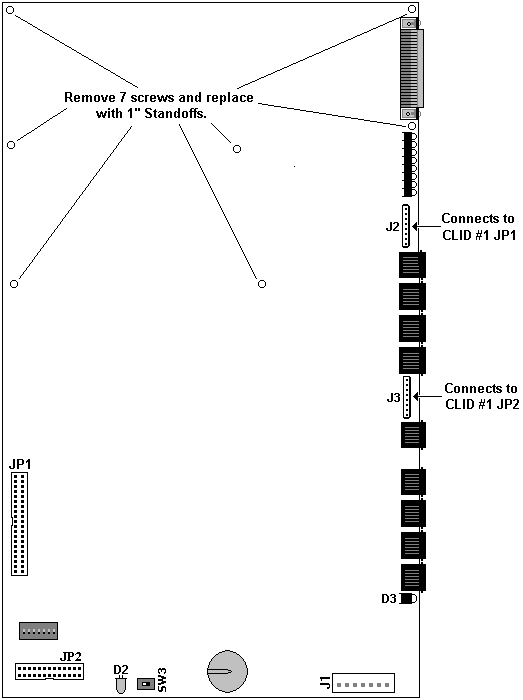 Remove 7 screws and replace
with 1" Standoffs.
J2
Connects to
CLID #1 JP1
J3
Connects to
CLID #1 JP2
JP1
D3
JP2
D2
SW3
J1